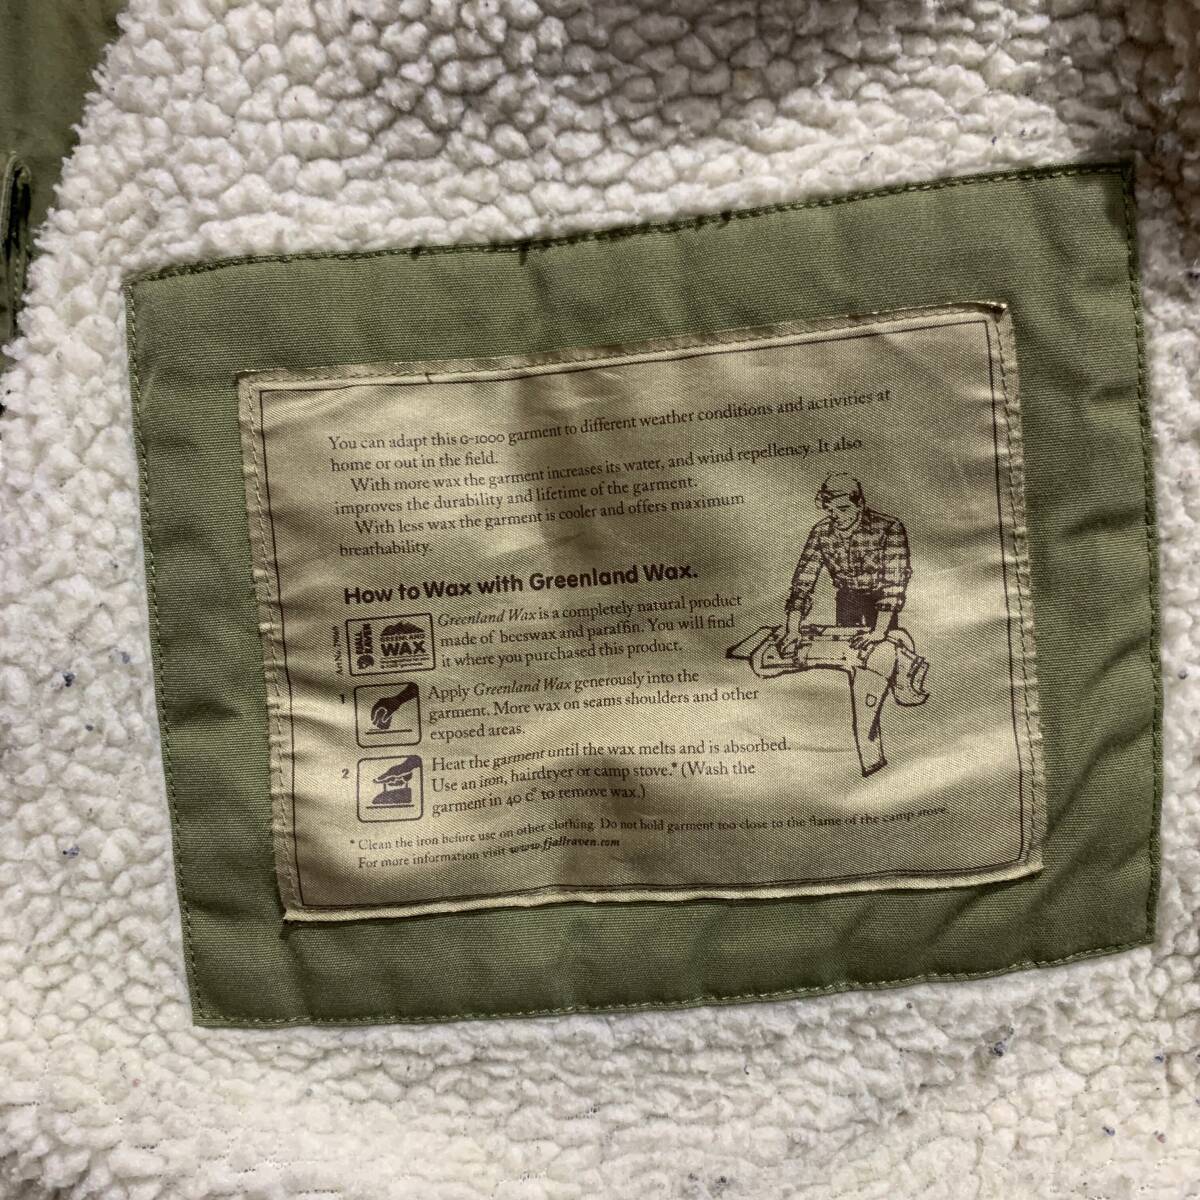 You can adapt this G-1000 garment to different weather conditions and activities at
home or out in the field.
With more wax the garment increases its water, and wind repellency. It also
improves the durability and lifetime of the garment.
With less wax the garment is cooler and offers maximum
breathability.
How to Wax with Greenland Wax.
FJÄLL
RÄVEN
GREENLAND
WAX
Greenland Wax is a completely natural product
made of beeswax and paraffin. You will find
it where you purchased this product.
1
Apply Greenland Wax generously into the
garment. More wax on seams shoulders and other
exposed areas.
2
Heat the garment until the wax melts and is absorbed.
Use an iron, hairdryer or camp stove.* (Wash the
garment in 40 c° to remove wax.)
* Clean the iron before use on other clothing. Do not hold garment too close to the flame of the camp stove.
For more information visit www.fjallraven.com